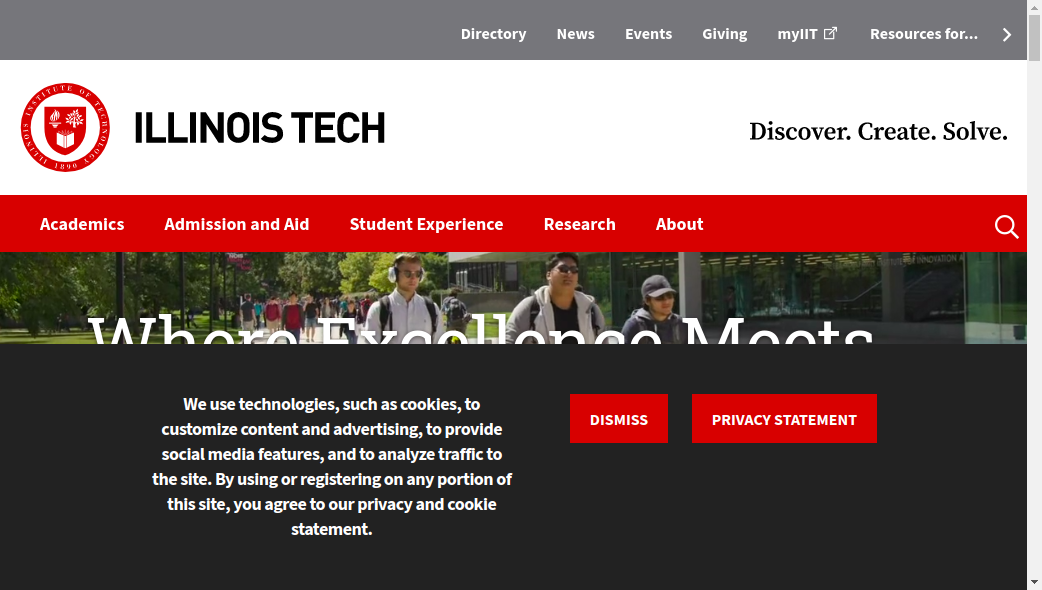 Directory News Events Giving myIIT Resources for...
ILLINOIS INSTITUTE OF TECHNOLOGY
1890
ILLINOIS TECH
Discover. Create. Solve.
Academics Admission and Aid Student Experience Research About
Where Excellence Meets
We use technologies, such as cookies, to
customize content and advertising, to provide
social media features, and to analyze traffic to
the site. By using or registering on any portion of
this site, you agree to our privacy and cookie
statement.
DISMISS
PRIVACY STATEMENT